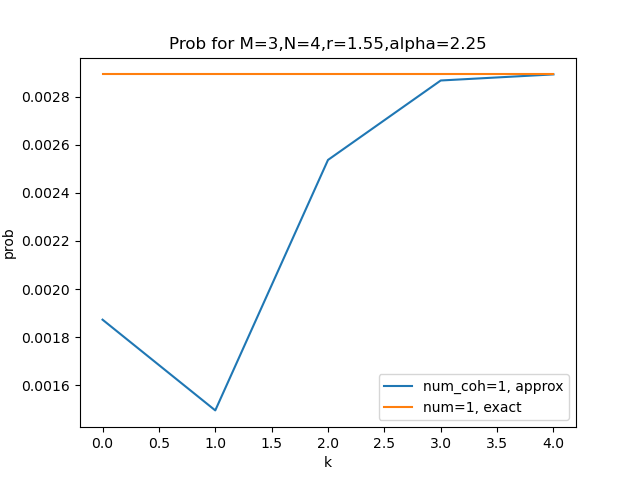 Prob for M=3,N=4,r=1.55,alpha=2.25
prob
0.0028
0.0026
0.0024
0.0022
0.0020
0.0018
0.0016
num_coh=1, approx
num=1, exact
0.0 0.5 1.0 1.5 2.0 2.5 3.0 3.5 4.0
k